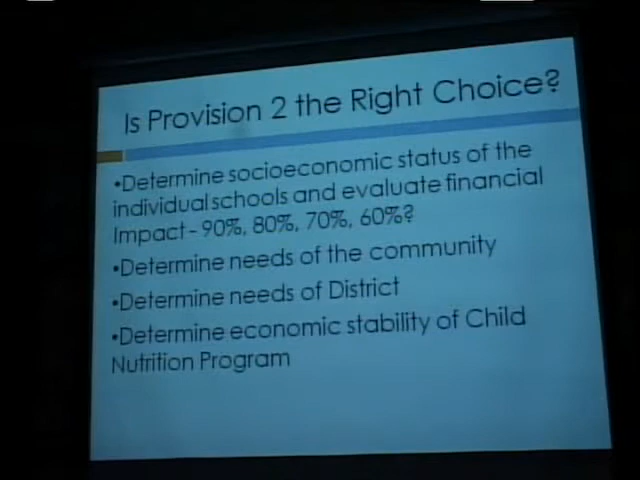 Is Provision 2 the Right Choice?
•Determine socioeconomic status of the
individual schools and evaluate financial
Impact - 90%, 80%, 70%, 60%?
•Determine needs of the community
•Determine needs of District
•Determine economic stability of Child
Nutrition Program